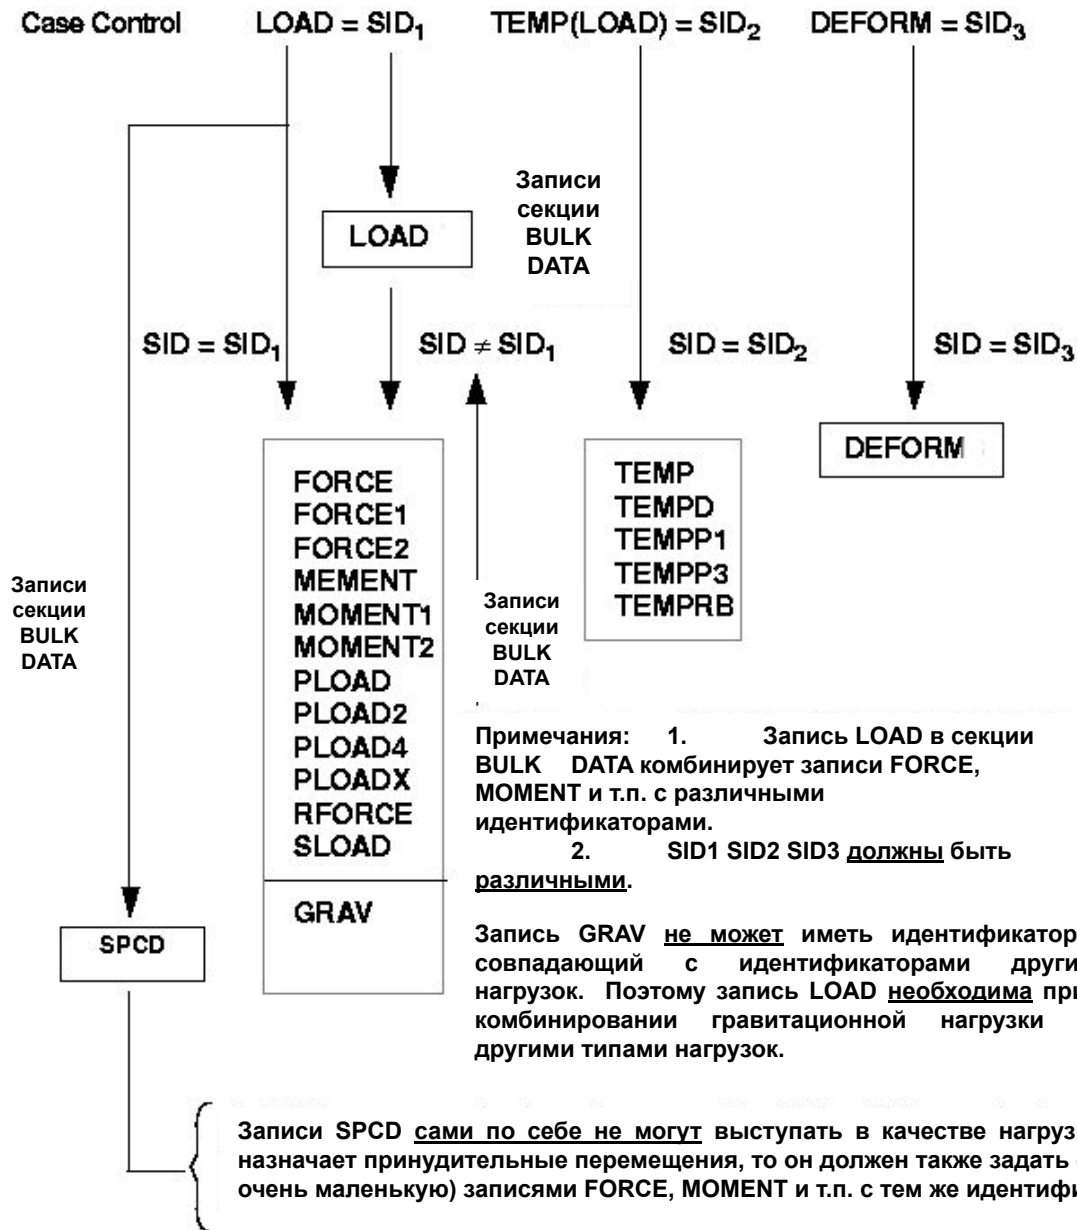 Case Control LOAD = SID1 TEMP(LOAD) = SID2 DEFORM = SID3
Записи
секции
BULK
DATA
LOAD
SID = SID1 SID ≠ SID1 SID = SID2 SID = SID3
FORCE
FORCE1
FORCE2
MEMENT
MOMENT1
MOMENT2
PLOAD
PLOAD2
PLOAD4
PLOADX
RFORCE
SLOAD
GRAV
TEMP
TEMPD
TEMPP1
TEMPP3
TEMPRB
DEFORM
Записи
секции
BULK
DATA
Записи
секции
BULK
DATA
SPCD
Примечания: 1. Запись LOAD в секции
BULK DATA комбинирует записи FORCE,
MOMENT и т.п. с различными
идентификаторами.
2. SID1 SID2 SID3 должны быть
различными.
Запись GRAV не может иметь идентификатор
совпадающий с идентификаторами други
нагрузок. Поэтому запись LOAD необходима при
комбинировании гравитационной нагрузки
другими типами нагрузок.
Записи SPCD сами по себе не могут выступать в качестве нагруз
назначает принудительные перемещения, то он должен также задать
очень маленькую) записями FORCE, MOMENT и т.п. с тем же идентифи